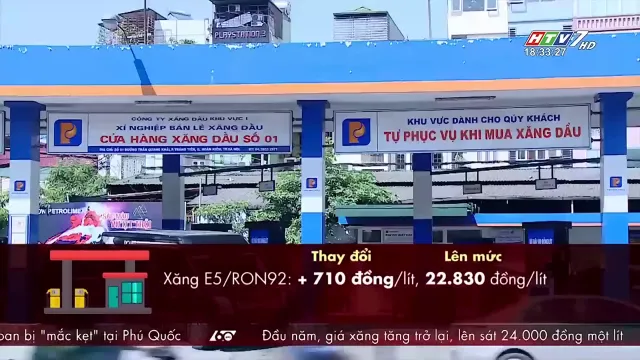 PLAYSTATION 3
HTV7 HD
18:33:27
CÔNG TY XĂNG DẦU KHU VỰC I
XÍ NGHIỆP BÁN LẺ XĂNG DẦU
CỬA HÀNG XĂNG DẦU SỐ 01
KHU VỰC DÀNH CHO QÚY KHÁCH
TỰ PHỤC VỤ KHI MUA XĂNG DẦU
PETROLIMEX
Thay đổi
Lên mức
Xăng E5/RON92: + 710 đồng/lít, 22.830 đồng/lít
oan bị "mắc kẹt" tại Phú Quốc
Đầu năm, giá xăng tăng trở lại, lên sát 24.000 đồng một lít